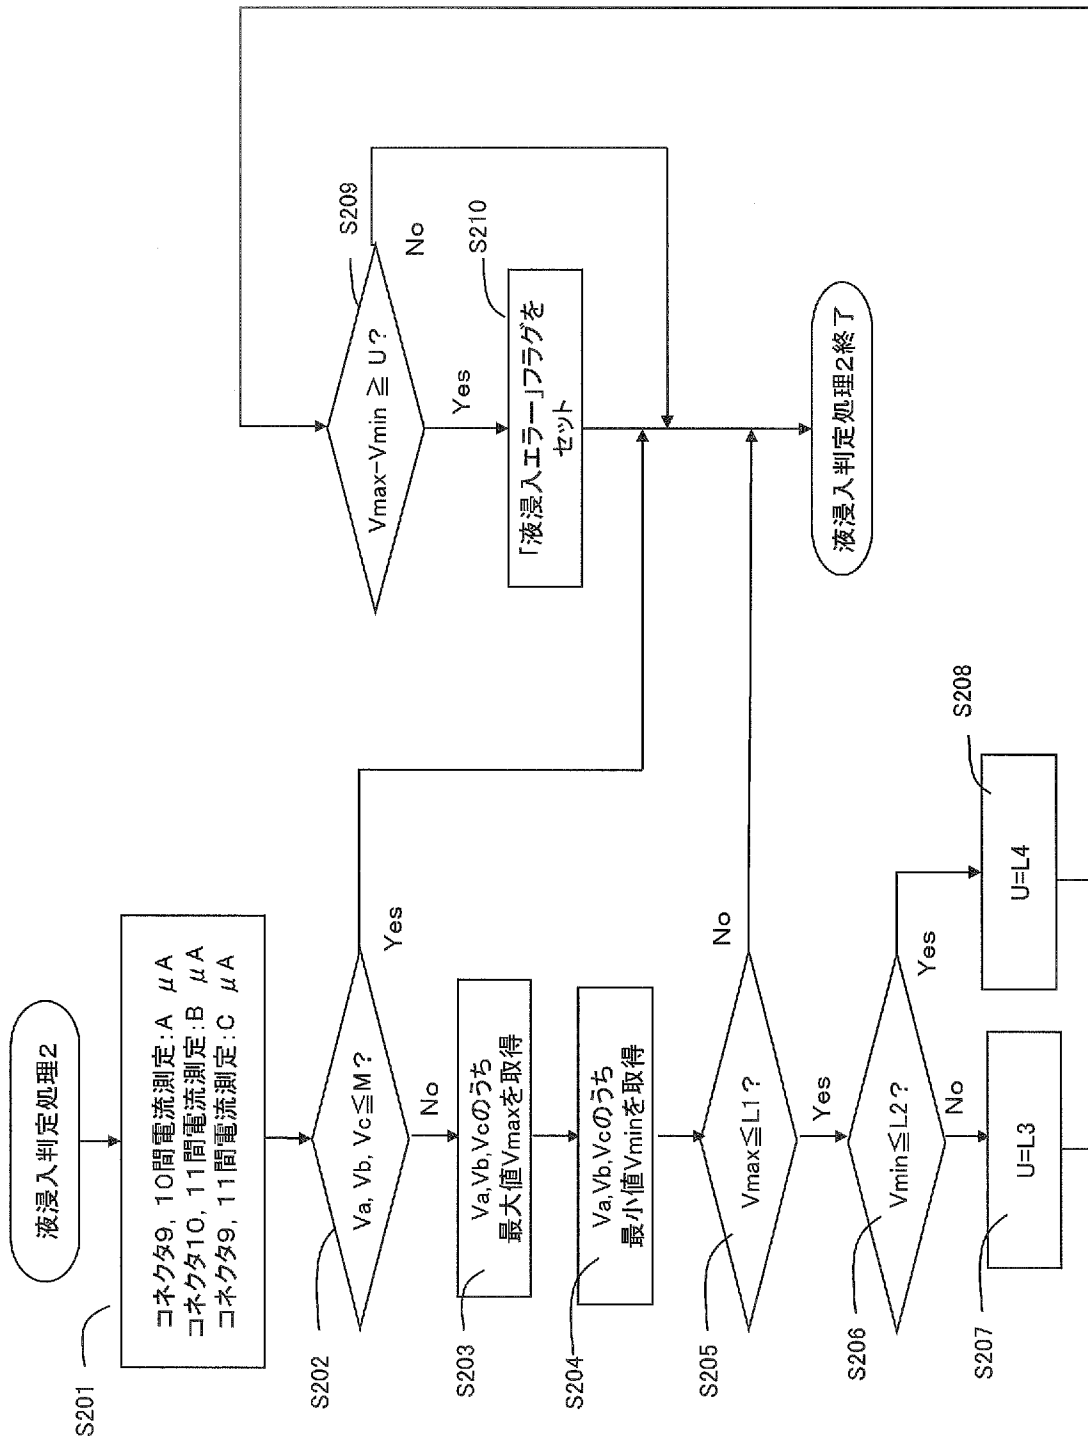 液浸入判定処理2
S201
コネクタ9, 10間電流測定:A μA
コネクタ10, 11間電流測定:B μA
コネクタ9, 11間電流測定:C μA
S202
Va, Vb, Vc≦M?
Yes
No
S203
Va,Vb,Vcのうち
最大値Vmaxを取得
S204
Va,Vb,Vcのうち
最小値Vminを取得
S205
Vmax≦L1?
No
Yes
S206
Vmin≦L2?
Yes
No
S207
U=L3
S208
U=L4
S209
Vmax-Vmin ≧ U?
No
Yes
S210
「液浸入エラー」フラグを
セット
液浸入判定処理2終了